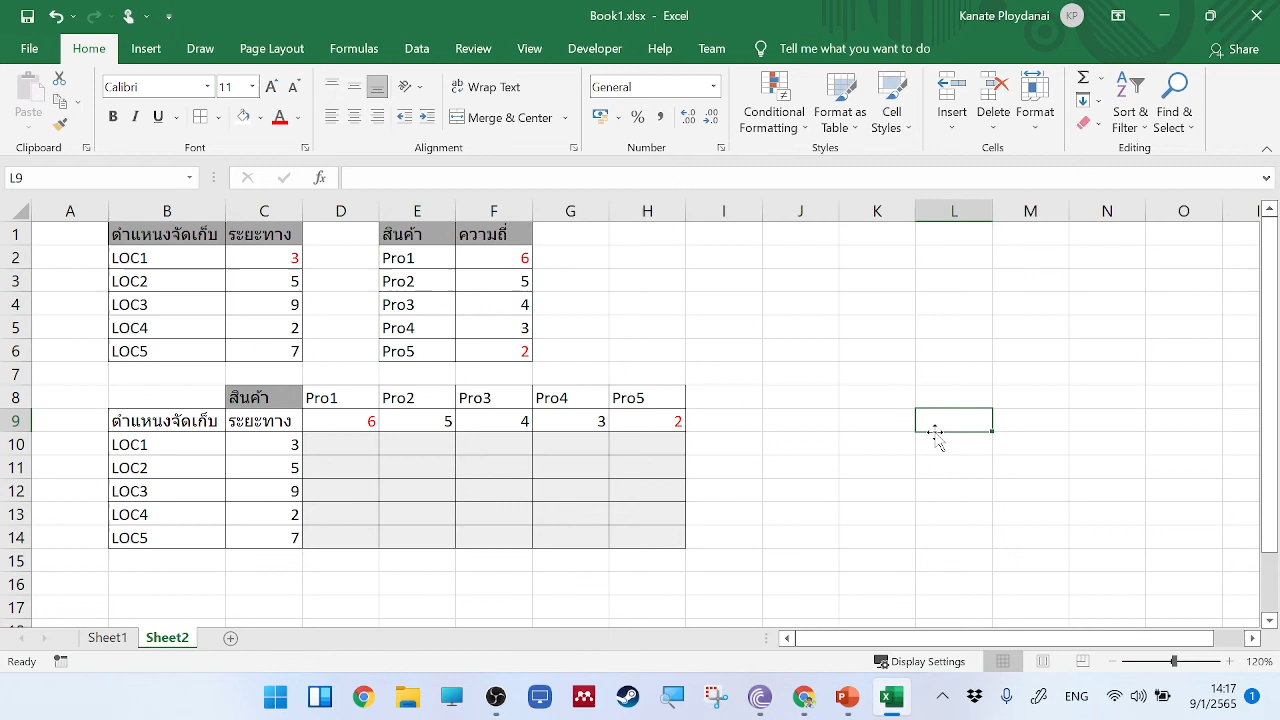 Book1.xlsx - Excel
Kanate Ploydanai KP
File Home Insert Draw Page Layout Formulas Data Review View Developer Help Team Tell me what you want to do Share
Paste
Calibri 11
B I U
Wrap Text
Merge & Center
General
Conditional Formatting
Format as Table
Cell Styles
Insert Delete Format
Sort & Filter
Find & Select
Clipboard Font Alignment Number Styles Cells Editing
L9 fx
A B C D E F G H I J K L M N O
1 ตำแหน่งจัดเก็บ ระยะทาง สินค้า ความถี่
2 LOC1 3 Pro1 6
3 LOC2 5 Pro2 5
4 LOC3 9 Pro3 4
5 LOC4 2 Pro4 3
6 LOC5 7 Pro5 2
7
8 สินค้า Pro1 Pro2 Pro3 Pro4 Pro5
9 ตำแหน่งจัดเก็บ ระยะทาง 6 5 4 3 2
10 LOC1 3
11 LOC2 5
12 LOC3 9
13 LOC4 2
14 LOC5 7
15
16
17
Sheet1 Sheet2
Ready Display Settings 120%
ENG 14:17
9/1/2565